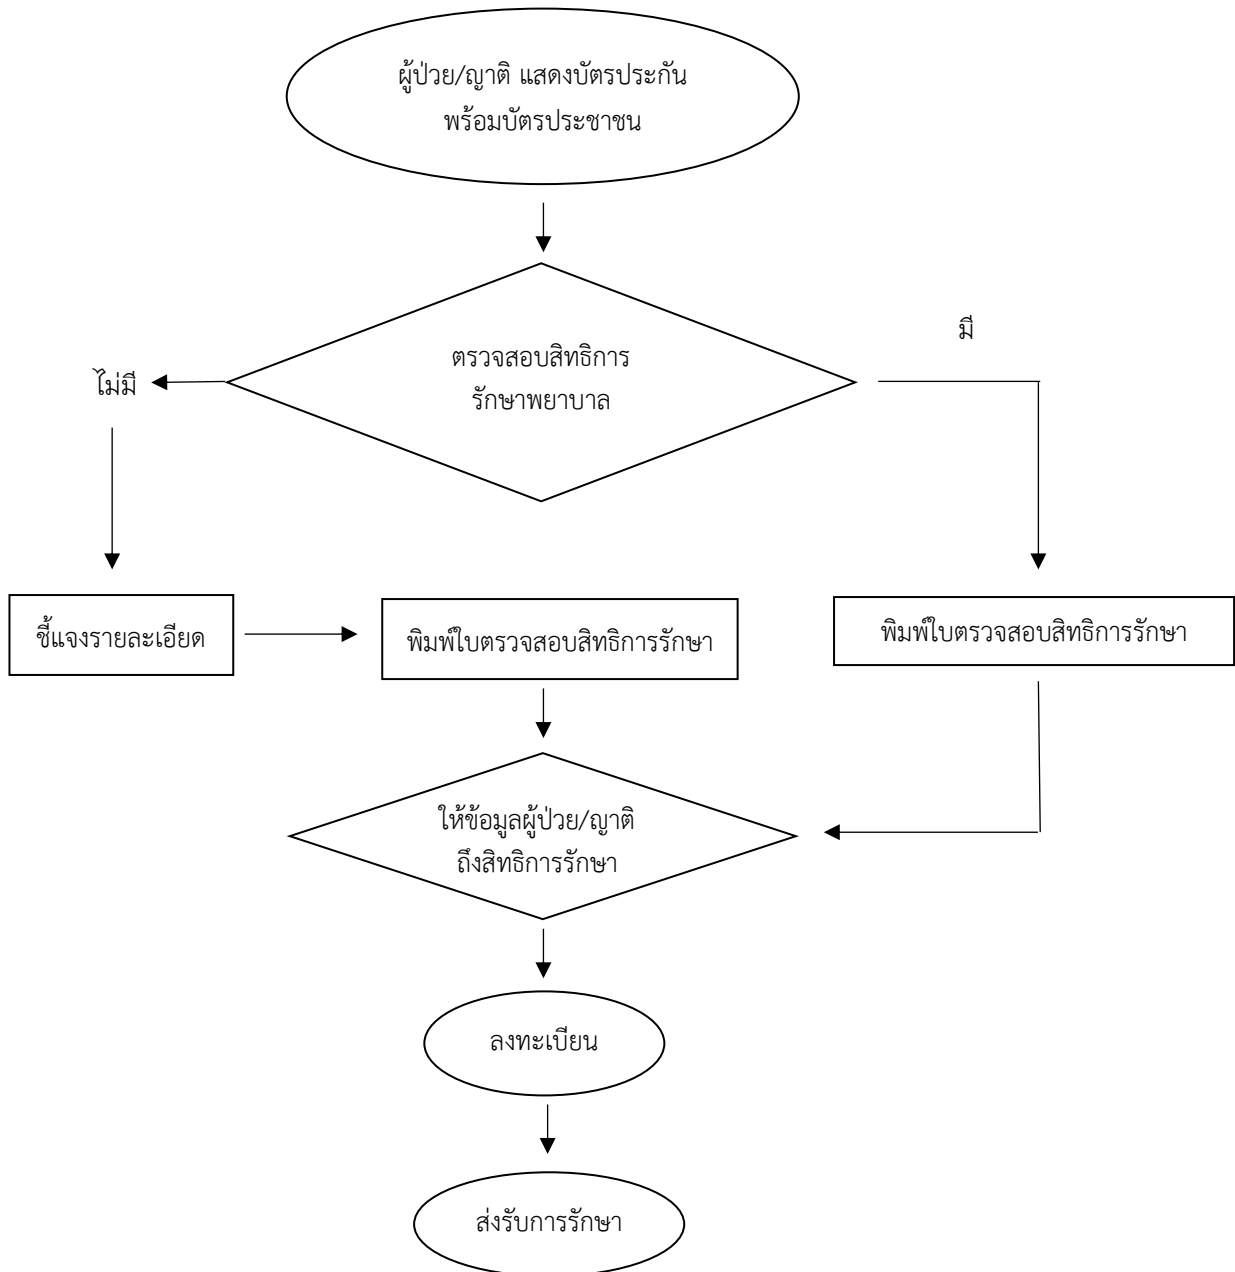 ผู้ป่วย/ญาติ แสดงบัตรประกัน
พร้อมบัตรประชาชน
มี
ตรวจสอบสิทธิการ
รักษาพยาบาล
ไม่มี
ชี้แจงรายละเอียด
พิมพ์ใบตรวจสอบสิทธิการรักษา
พิมพ์ใบตรวจสอบสิทธิการรักษา
ให้ข้อมูลผู้ป่วย/ญาติ
ถึงสิทธิการรักษา
ลงทะเบียน
ส่งรับการรักษา